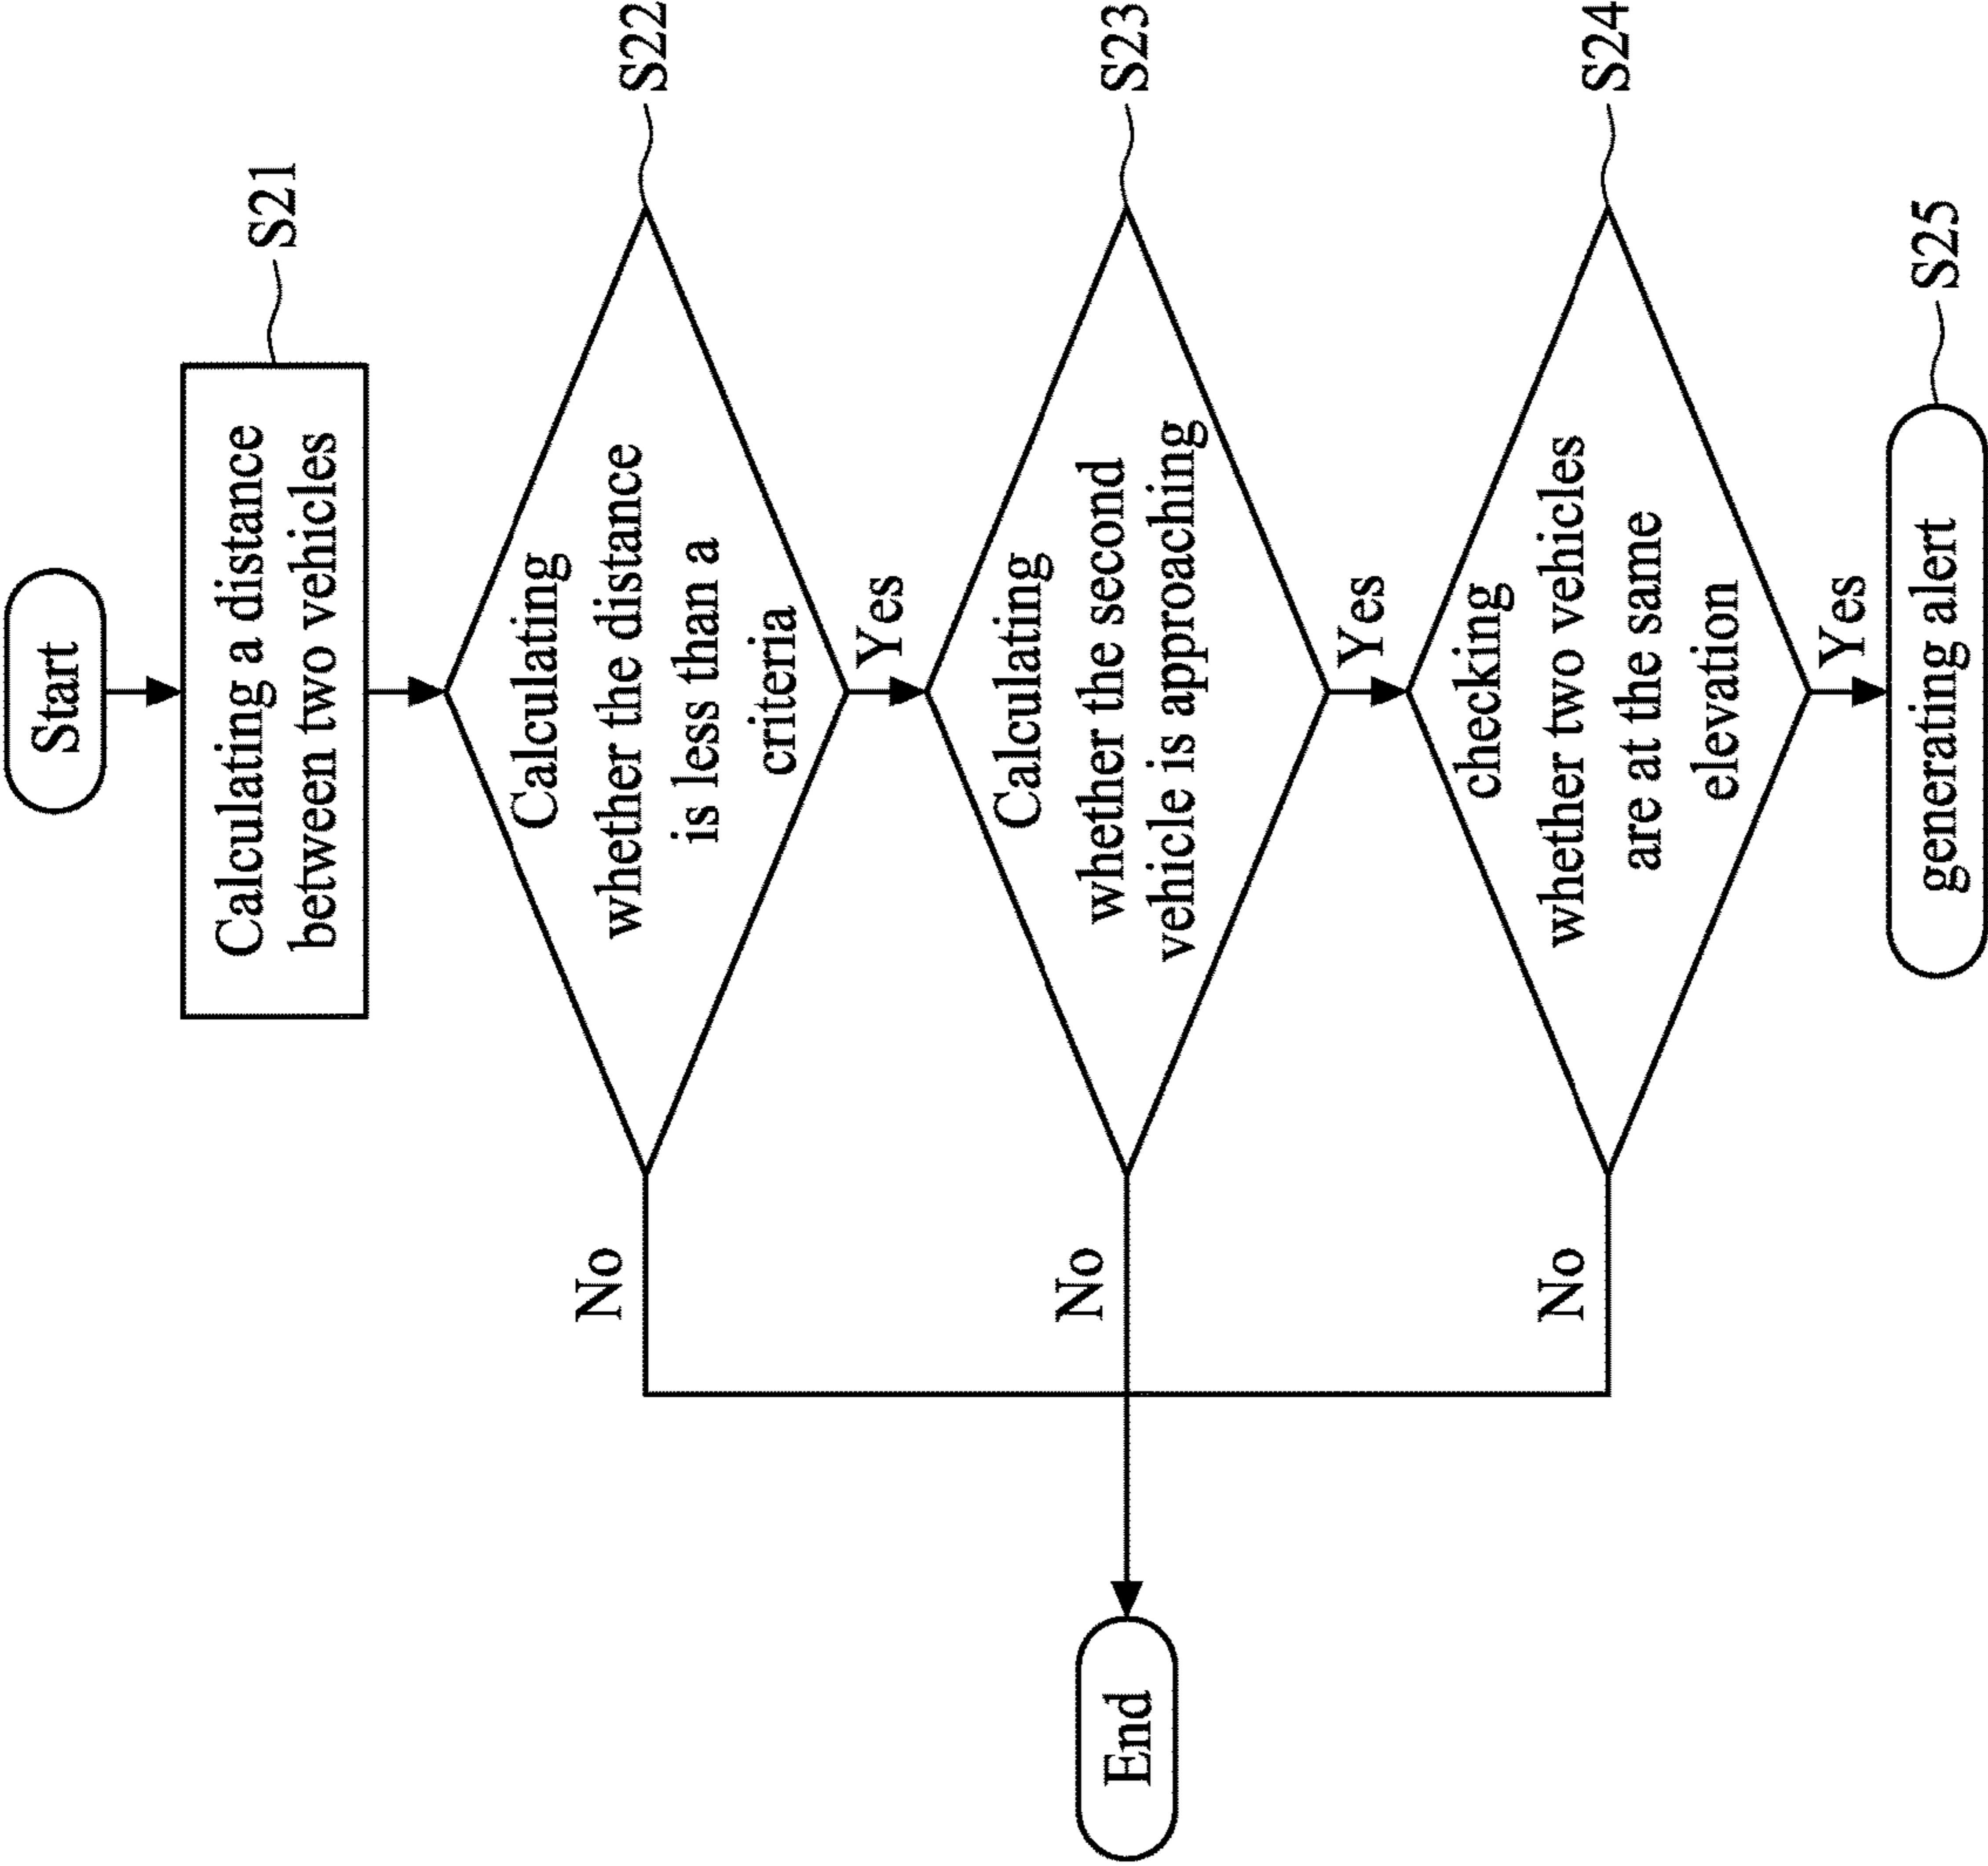 Start
Calculating a distance
between two vehicles
S21
Calculating
whether the distance
is less than a
criteria
S22
No
Yes
Calculating
whether the second
vehicle is approaching
S23
No
Yes
checking
whether two vehicles
are at the same
elevation
S24
No
Yes
generating alert
S25
End